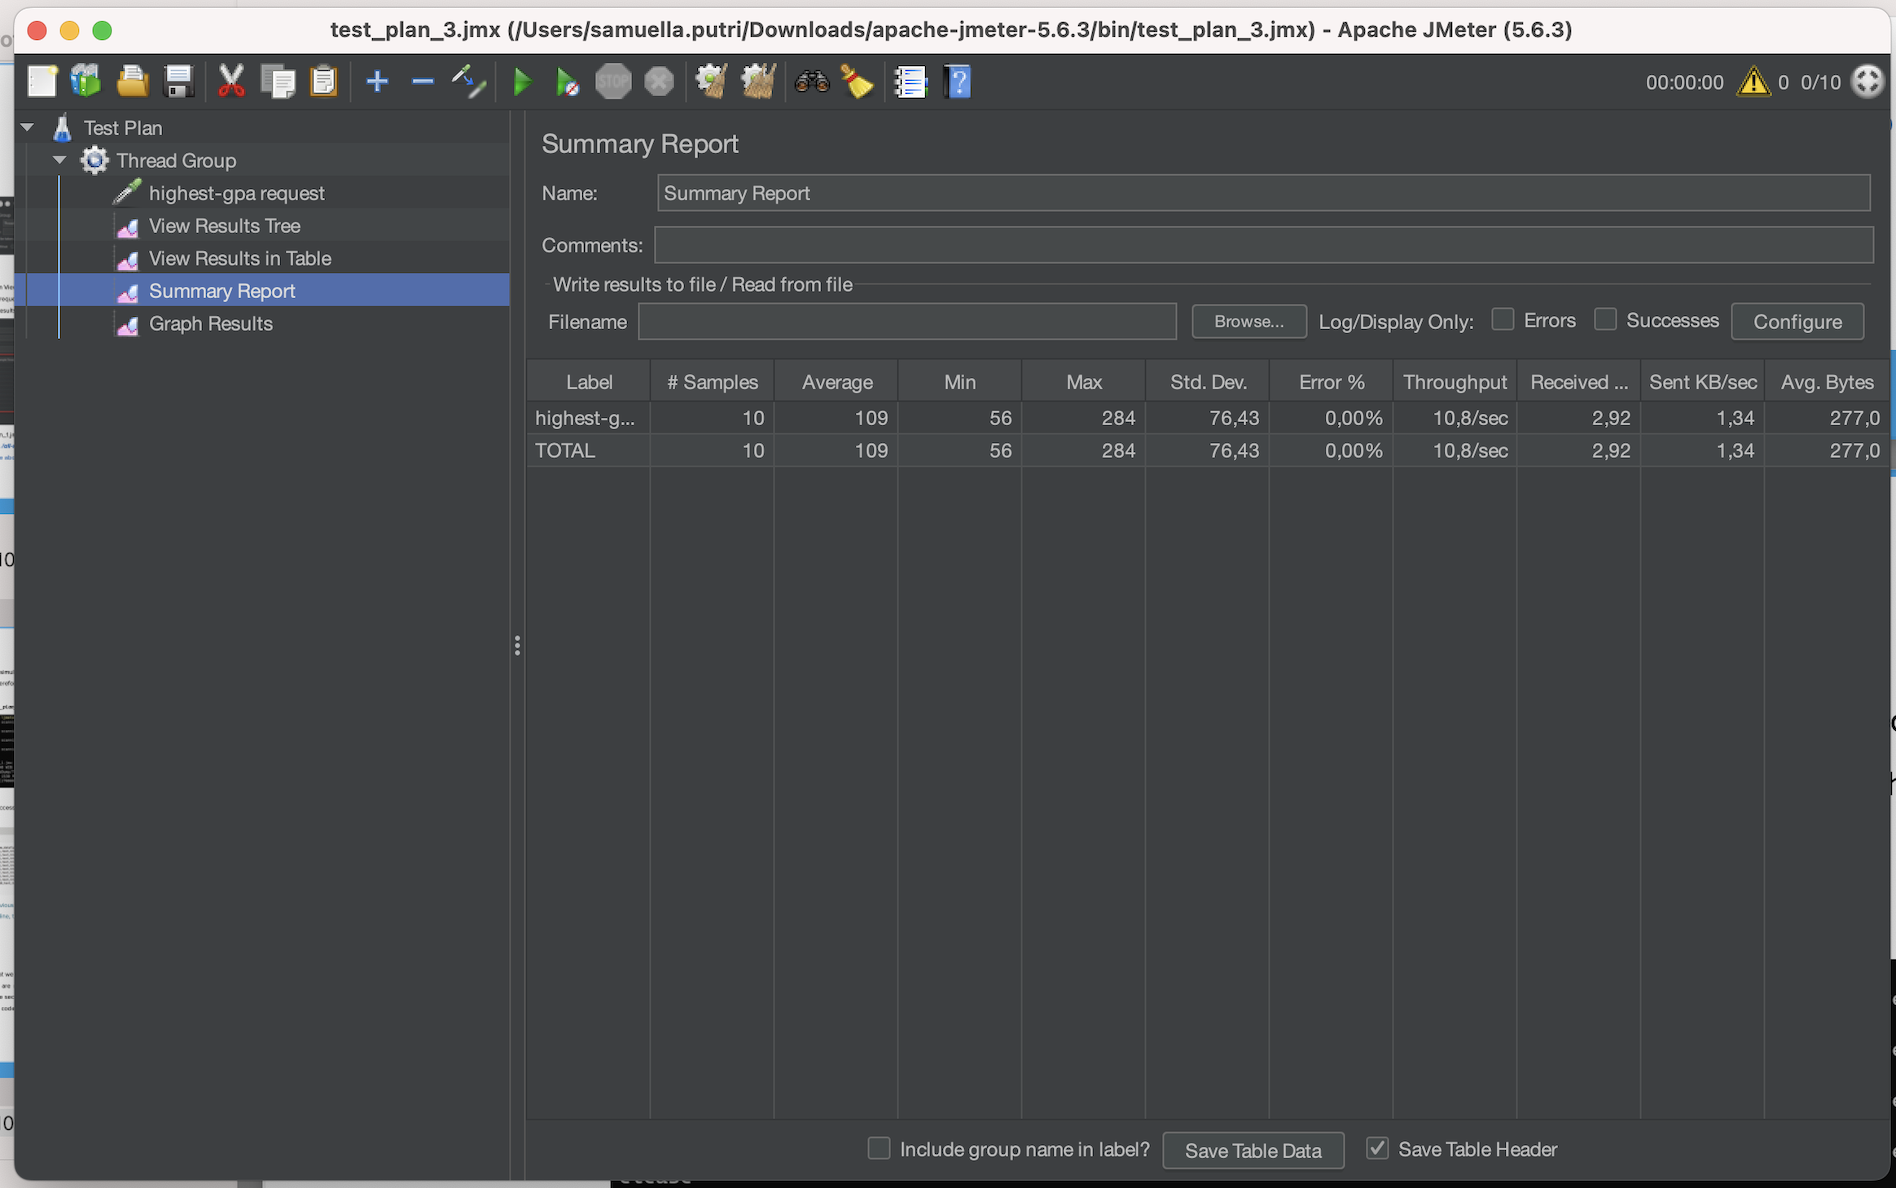 test_plan_3.jmx (/Users/samuella.putri/Downloads/apache-jmeter-5.6.3/bin/test_plan_3.jmx) - Apache JMeter (5.6.3)
STOP
00:00:00 0 0/10
Test Plan
Thread Group
highest-gpa request
View Results Tree
View Results in Table
Summary Report
Graph Results
Summary Report
Name: Summary Report
Comments:
Write results to file / Read from file
Filename Browse... Log/Display Only: Errors Successes Configure
Label # Samples Average Min Max Std. Dev. Error % Throughput Received ... Sent KB/sec Avg. Bytes
highest-g... 10 109 56 284 76,43 0,00% 10,8/sec 2,92 1,34 277,0
TOTAL 10 109 56 284 76,43 0,00% 10,8/sec 2,92 1,34 277,0
Include group name in label? Save Table Data Save Table Header